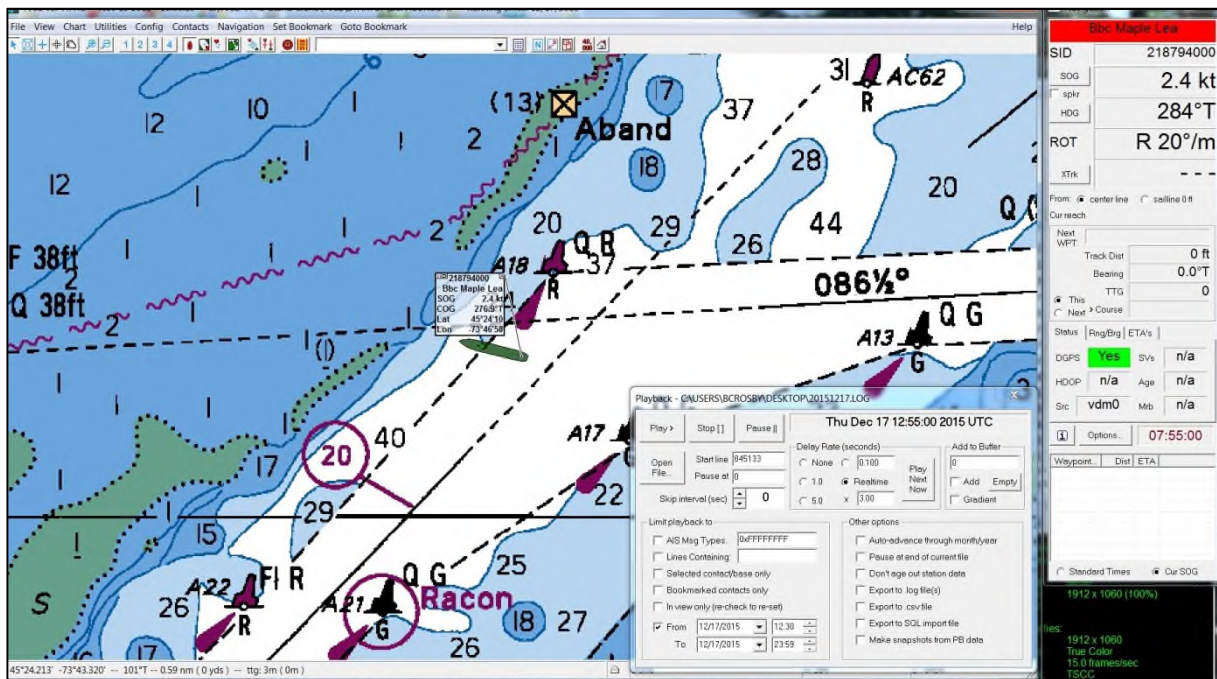 File View Chart Utilities Config Contacts Navigation Set Bookmark Goto Bookmark Help
1 2 3 4
N
Bbc Maple Lea
SID 218794000
SOG 2.4 kt
spkr
HDG 284°T
ROT R 20°/m
XTrk - - -
From: center line sailline 0 ft
Cur reach
Next WPT
Track Dist 0 ft
Bearing 0.0°T
TTG 0
This
Next > Course
Status Rng/Brg ETA's
DGPS Yes SVs n/a
HDOP n/a Age n/a
Src vdm0 Mrb n/a
Options... 07:55:00
Waypoint... Dist ETA
Standard Times Cur SOG
1912 x 1060 (100%)
1912 x 1060
True Color
15.0 frames/sec
TSCC
6
(13)
31
AC62
R
17
10
12
2
37
Aband
18
28
12
20
29
20
Q R
44
26
F 38ft
A18
37
R
Q 38ft
086½°
Q G
A13
G
218794000
Bbc Maple Lea
SOG 2.4 kt
COG 276.9°T
Lat 45°24'10
Lon -73°46'50
2
(1)
40
A17
20
17
22
29
15
25
S
Fl R
A22
R
26
Q G
A21
Racon
G
18
27
26
17
Playback - C:\USERS\BCROSBY\DESKTOP\20151217.LOG
Play > Stop [ ] Pause ||
Thu Dec 17 12:55:00 2015 UTC
Open File...
Start line 045133
Pause at 0
Skip interval (sec) 0
Delay Rate (seconds)
None 0.100
1.0 Realtime
5.0 x 3.00
Play Next Now
Add to Buffer
0
Add Empty
Gradient
Limit playback to
AIS Msg Types: 0xFFFFFFFF
Lines Containing:
Selected contact/base only
Bookmarked contacts only
In view only (re-check to re-set)
From 12/17/2015 12:30
To 12/17/2015 23:59
Other options
Auto-advance through month/year
Pause at end of current file
Don't age out station data
Export to .log file(s)
Export to .csv file
Export to SQL import file
Make snapshots from PB data
45°24.213' -73°43.320' -- 101°T -- 0.59 nm ( 0 yds ) -- ttg: 3m ( 0m )